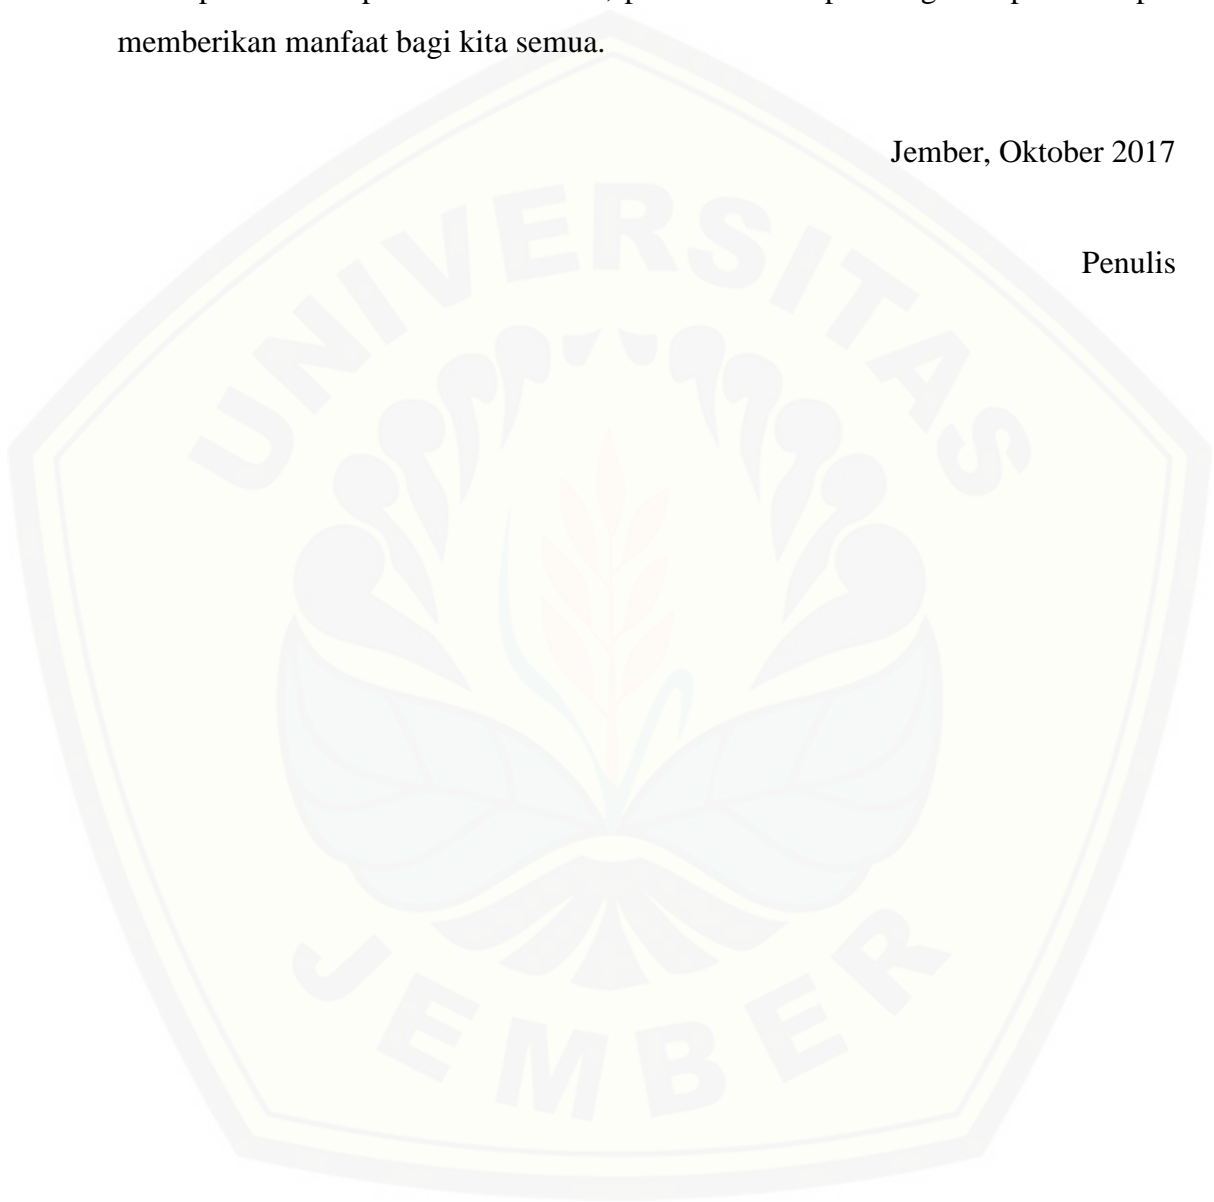 memberikan manfaat bagi kita semua.
Jember, Oktober 2017
Penulis
UNIVERSITAS
JEMBER